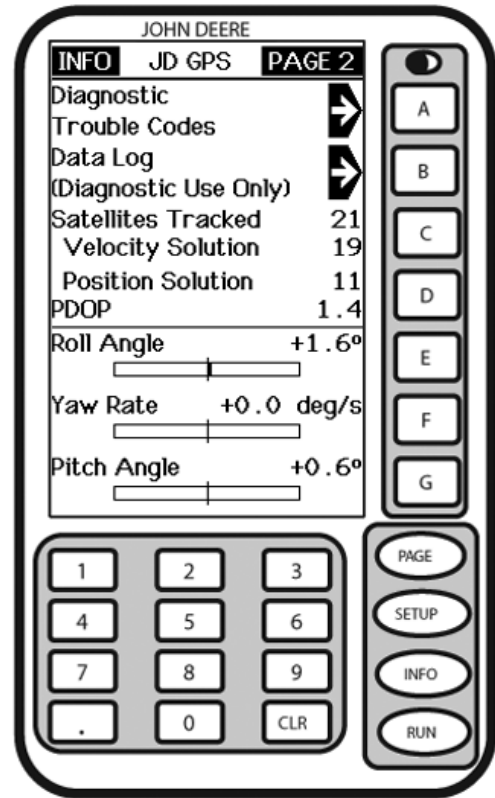 JOHN DEERE
INFO JD GPS PAGE 2
Diagnostic
Trouble Codes
Data Log
(Diagnostic Use Only)
Satellites Tracked 21
Velocity Solution 19
Position Solution 11
PDOP 1.4
Roll Angle +1.6º
Yaw Rate +0.0 deg/s
Pitch Angle +0.6º
A
B
C
D
E
F
G
1 2 3
4 5 6
7 8 9
. 0 CLR
PAGE
SETUP
INFO
RUN